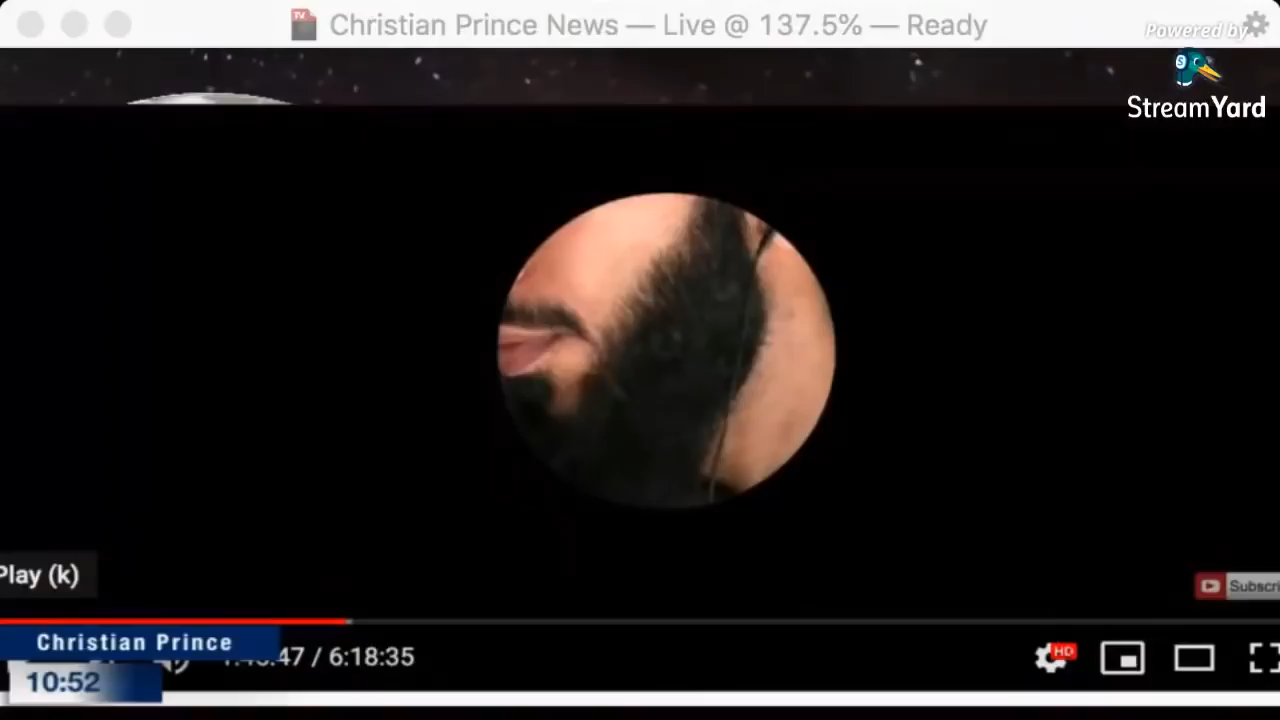 Christian Prince News — Live @ 137.5% — Ready
Powered by
StreamYard
Play (k)
Subscri
Christian Prince
/ 6:18:35
HD
10:52